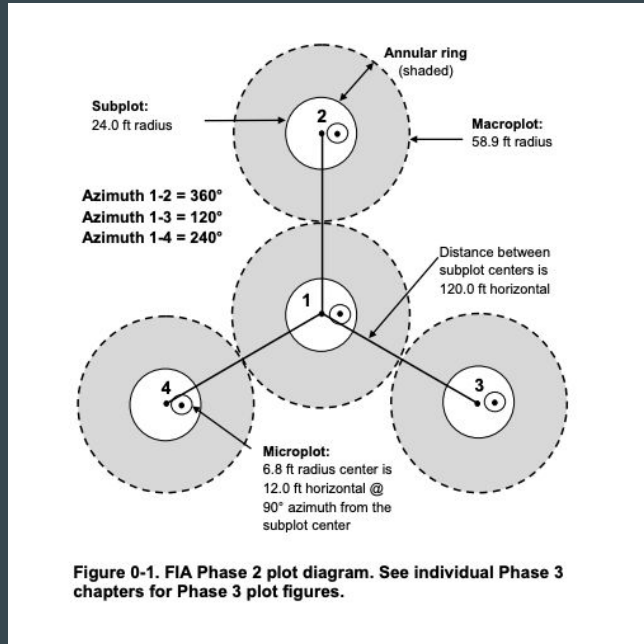 Annular ring
(shaded)
Subplot:
24.0 ft radius
2
Macroplot:
58.9 ft radius
Azimuth 1-2 = 360°
Azimuth 1-3 = 120°
Azimuth 1-4 = 240°
Distance between
subplot centers is
120.0 ft horizontal
1
4
3
Microplot:
6.8 ft radius center is
12.0 ft horizontal @
90° azimuth from the
subplot center
Figure 0-1. FIA Phase 2 plot diagram. See individual Phase 3
chapters for Phase 3 plot figures.